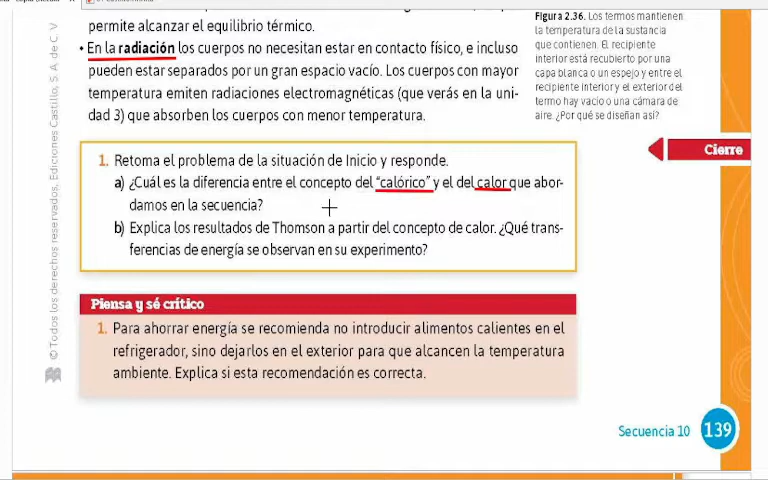 permite alcanzar el equilibrio térmico.
• En la radiación los cuerpos no necesitan estar en contacto físico, e incluso
pueden estar separados por un gran espacio vacío. Los cuerpos con mayor
temperatura emiten radiaciones electromagnéticas (que verás en la uni-
dad 3) que absorben los cuerpos con menor temperatura.
Figura 2.36. Los termos mantienen
la temperatura de la sustancia
que contienen. El recipiente
interior está recubierto por una
capa blanca o un espejo y entre el
recipiente interior y el exterior del
termo hay vacío o una cámara de
aire. ¿Por qué se diseñan así?
Cierre
1. Retoma el problema de la situación de Inicio y responde.
a) ¿Cuál es la diferencia entre el concepto del “calórico” y el del calor que abor-
damos en la secuencia?
b) Explica los resultados de Thomson a partir del concepto de calor. ¿Qué trans-
ferencias de energía se observan en su experimento?
Piensa y sé crítico
1. Para ahorrar energía se recomienda no introducir alimentos calientes en el
refrigerador, sino dejarlos en el exterior para que alcancen la temperatura
ambiente. Explica si esta recomendación es correcta.
© Todos los derechos reservados, Ediciones Castillo, S. A. de C. V.
Secuencia 10 139